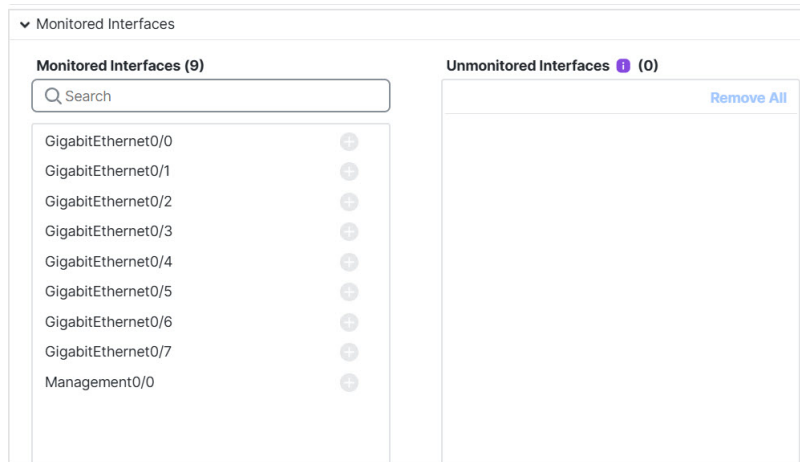 Monitored Interfaces
Monitored Interfaces (9)
Search
GigabitEthernet0/0
GigabitEthernet0/1
GigabitEthernet0/2
GigabitEthernet0/3
GigabitEthernet0/4
GigabitEthernet0/5
GigabitEthernet0/6
GigabitEthernet0/7
Management0/0
Unmonitored Interfaces i (0)
Remove All